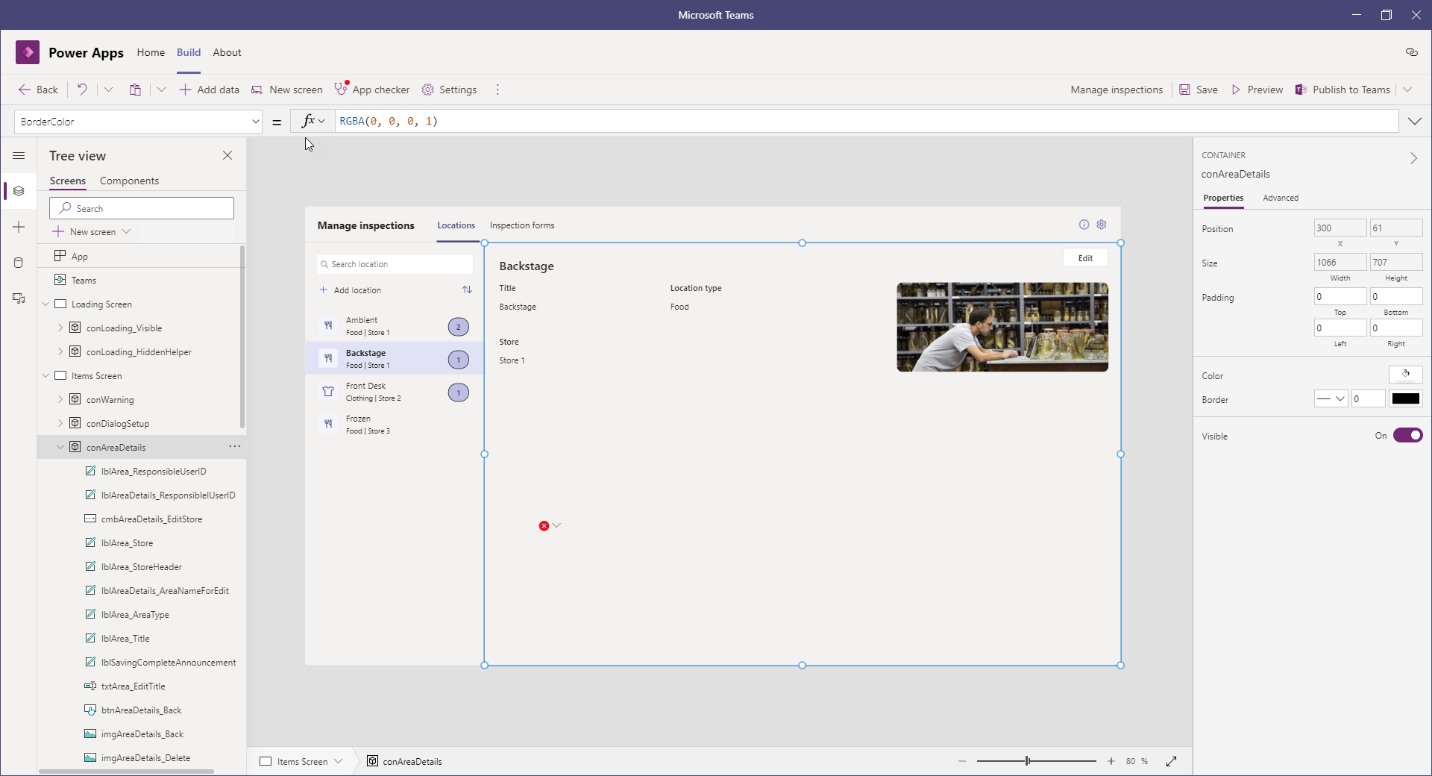 Microsoft Teams
Power Apps
Home
Build
About
Back
Add data
New screen
App checker
Settings
Manage inspections
Save
Preview
Publish to Teams
BorderColor
=
fx
RGBA(0, 0, 0, 1)
Tree view
Screens
Components
Search
New screen
App
Teams
Loading Screen
conLoading_Visible
conLoading_HiddenHelper
Items Screen
conWarning
conDialogSetup
conAreaDetails
lblArea_ResponsibleUserID
lblAreaDetails_ResponsibleIUserID
cmbAreaDetails_EditStore
lblArea_Store
lblArea_StoreHeader
lblAreaDetails_AreaNameForEdit
lblArea_AreaType
lblArea_Title
lblSavingCompleteAnnouncement
txtArea_EditTitle
btnAreaDetails_Back
imgAreaDetails_Back
imgAreaDetails_Delete
Manage inspections
Locations
Inspection forms
Search location
Add location
Ambient
Food | Store 1
2
Backstage
Food | Store 1
1
Front Desk
Clothing | Store 2
1
Frozen
Food | Store 3
Backstage
Edit
Title
Location type
Backstage
Food
Store
Store 1
Items Screen
conAreaDetails
80 %
CONTAINER
conAreaDetails
Properties
Advanced
Position
300
61
X
Y
Size
1066
707
Width
Height
Padding
0
0
Top
Bottom
0
0
Left
Right
Color
Border
0
Visible
On